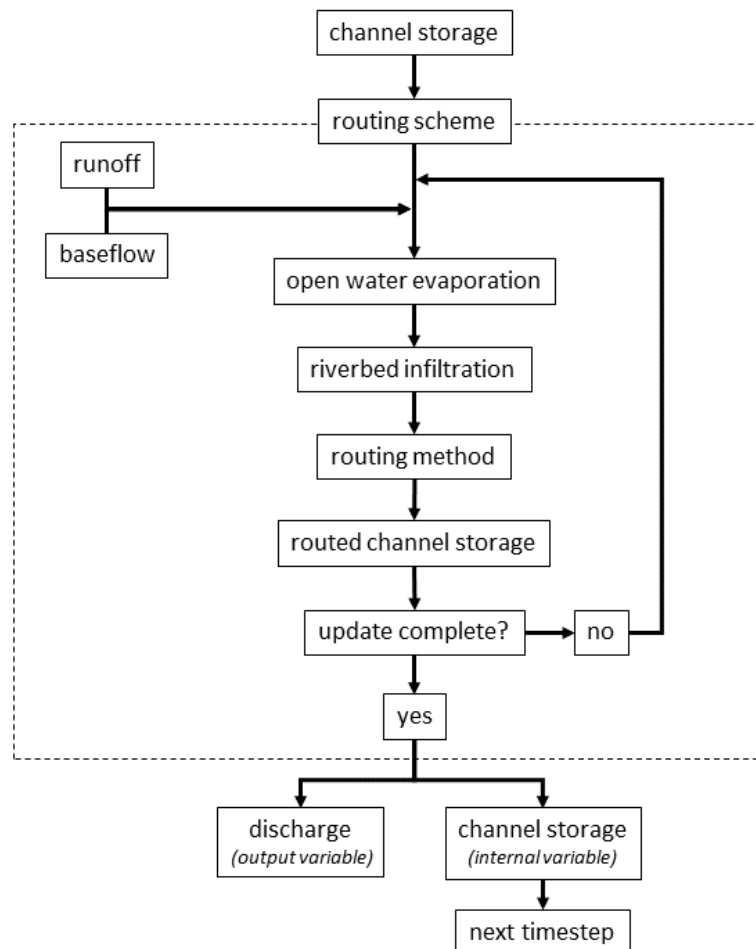 channel storage
routing scheme
runoff
baseflow
open water evaporation
riverbed infiltration
routing method
routed channel storage
update complete?
no
yes
discharge
(output variable)
channel storage
(internal variable)
next timestep